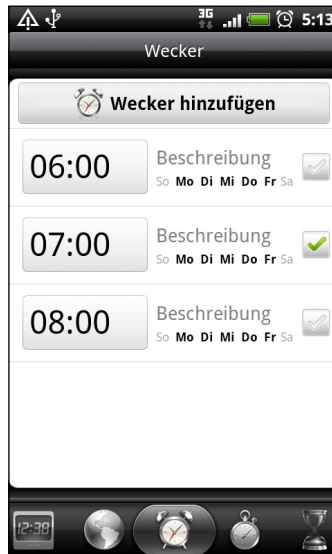 3G 5:13
Wecker
Wecker hinzufügen
06:00 Beschreibung
So Mo Di Mi Do Fr Sa
07:00 Beschreibung
So Mo Di Mi Do Fr Sa
08:00 Beschreibung
So Mo Di Mi Do Fr Sa
12:38